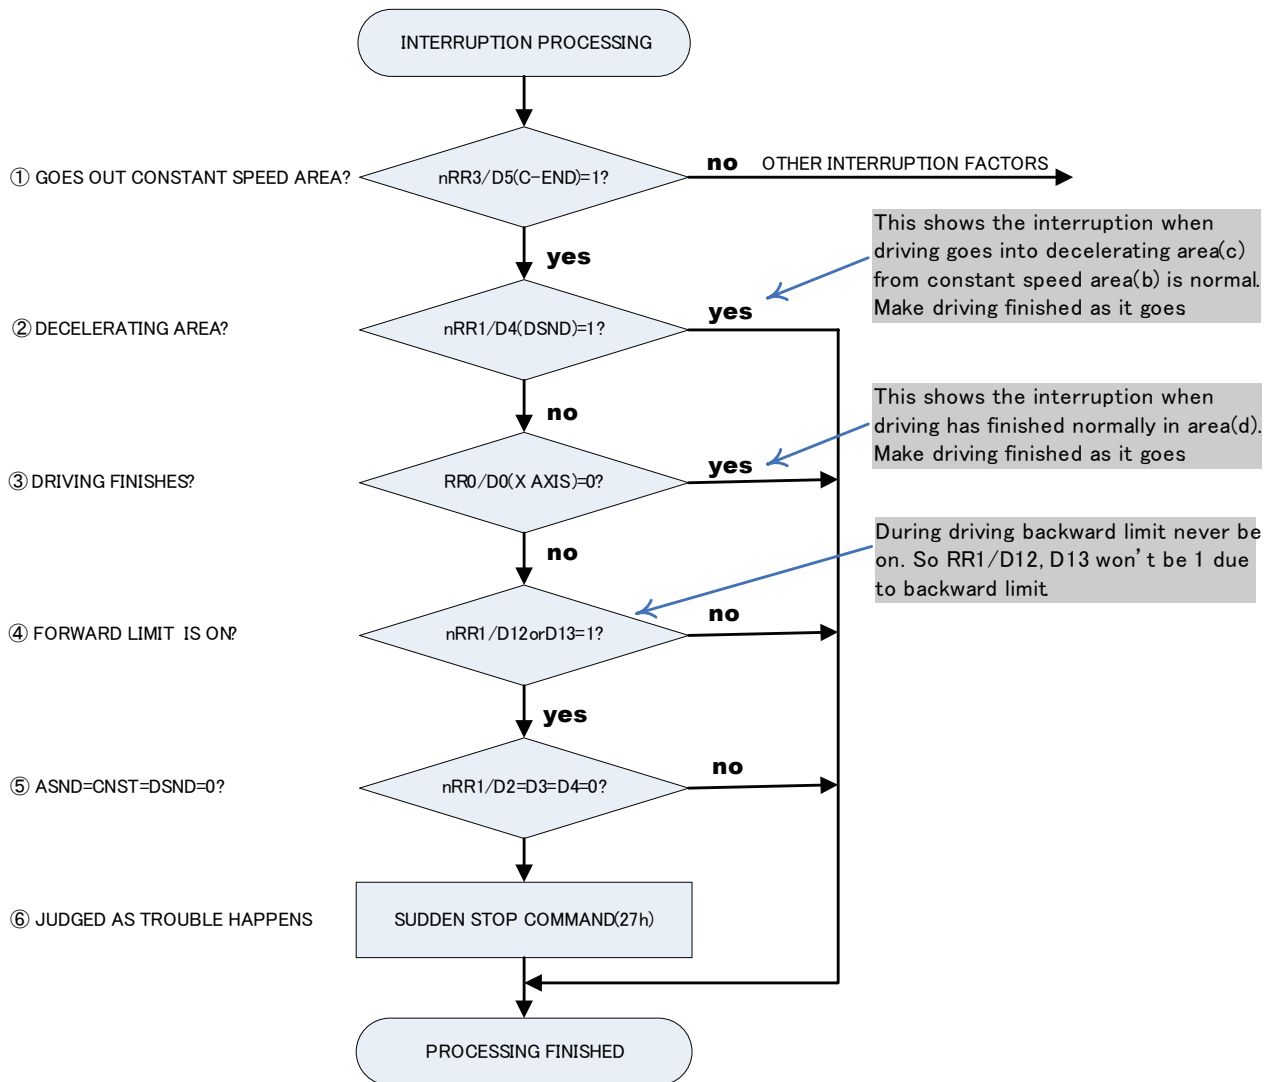 INTERRUPTION PROCESSING
① GOES OUT CONSTANT SPEED AREA?
nRR3/D5(C-END)=1?
no
OTHER INTERRUPTION FACTORS
yes
This shows the interruption when
driving goes into decelerating area(c)
from constant speed area(b) is normal.
Make driving finished as it goes
② DECELERATING AREA?
nRR1/D4(DSND)=1?
yes
no
This shows the interruption when
driving has finished normally in area(d).
Make driving finished as it goes
③ DRIVING FINISHES?
RR0/D0(X AXIS)=0?
yes
no
During driving backward limit never be
on. So RR1/D12, D13 won't be 1 due
to backward limit
④ FORWARD LIMIT IS ON?
nRR1/D12orD13=1?
no
yes
⑤ ASND=CNST=DSND=0?
nRR1/D2=D3=D4=0?
no
⑥ JUDGED AS TROUBLE HAPPENS
SUDDEN STOP COMMAND(27h)
PROCESSING FINISHED